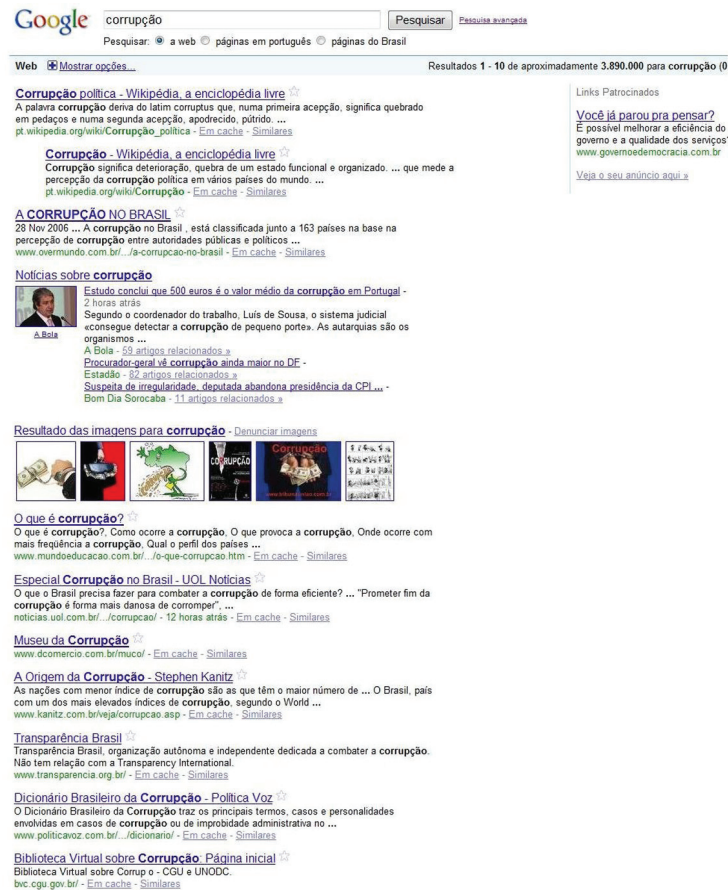 Google corrupção Pesquisar Pesquisa avançada
Pesquisar: a web páginas em português páginas do Brasil
Web Mostrar opções... Resultados 1 - 10 de aproximadamente 3.890.000 para corrupção (0
Corrupção política - Wikipédia, a enciclopédia livre
A palavra corrupção deriva do latim corruptus que, numa primeira acepção, significa quebrado
em pedaços e numa segunda acepção, apodrecido, pútrido. ...
pt.wikipedia.org/wiki/Corrupção_política - Em cache - Similares
Corrupção - Wikipédia, a enciclopédia livre
Corrupção significa deterioração, quebra de um estado funcional e organizado. ... que mede a
percepção da corrupção política em vários países do mundo. ...
pt.wikipedia.org/wiki/Corrupção - Em cache - Similares
A CORRUPÇÃO NO BRASIL
28 Nov 2006 ... A corrupção no Brasil , está classificada junto a 163 países na base na
percepção de corrupção entre autoridades públicas e políticos ...
www.overmundo.com.br/.../a-corrupcao-no-brasil - Em cache - Similares
Notícias sobre corrupção
Estudo conclui que 500 euros é o valor médio da corrupção em Portugal -
2 horas atrás
Segundo o coordenador do trabalho, Luís de Sousa, o sistema judicial
«consegue detectar a corrupção de pequeno porte». As autarquias são os
organismos ...
A Bola
A Bola - 59 artigos relacionados »
Procurador-geral vê corrupção ainda maior no DF -
Estadão - 82 artigos relacionados »
Suspeita de irregularidade, deputada abandona presidência da CPI ... -
Bom Dia Sorocaba - 11 artigos relacionados »
Resultado das imagens para corrupção - Denunciar imagens
CORRUPÇÃO
Corrupção
O que é corrupção?
O que é corrupção?, Como ocorre a corrupção, O que provoca a corrupção, Onde ocorre com
mais freqüência a corrupção, Qual o perfil dos países ...
www.mundoeducacao.com.br/.../o-que-corrupcao.htm - Em cache - Similares
Especial Corrupção no Brasil - UOL Notícias
O que o Brasil precisa fazer para combater a corrupção de forma eficiente? ... "Prometer fim da
corrupção é forma mais danosa de corromper", ...
noticias.uol.com.br/.../corrupcao/ - 12 horas atrás - Em cache - Similares
Museu da Corrupção
www.dcomercio.com.br/muco/ - Em cache - Similares
A Origem da Corrupção - Stephen Kanitz
As nações com menor índice de corrupção são as que têm o maior número de ... O Brasil, país
com um dos mais elevados índices de corrupção, segundo o World ...
www.kanitz.com.br/veja/corrupcao.asp - Em cache - Similares
Transparência Brasil
Transparência Brasil, organização autônoma e independente dedicada a combater a corrupção.
Não tem relação com a Transparency International.
www.transparencia.org.br/ - Em cache - Similares
Dicionário Brasileiro da Corrupção - Política Voz
O Dicionário Brasileiro da Corrupção traz os principais termos, casos e personalidades
envolvidas em casos de corrupção ou de improbidade administrativa no ...
www.politicavoz.com.br/.../dicionario/ - Em cache - Similares
Biblioteca Virtual sobre Corrupção: Página inicial
Biblioteca Virtual sobre Corrup o - CGU e UNODC.
bvc.cgu.gov.br/ - Em cache - Similares
Links Patrocinados
Você já parou pra pensar?
É possível melhorar a eficiência do
governo e a qualidade dos serviços"
www.governoedemocracia.com.br
Veja o seu anúncio aqui »